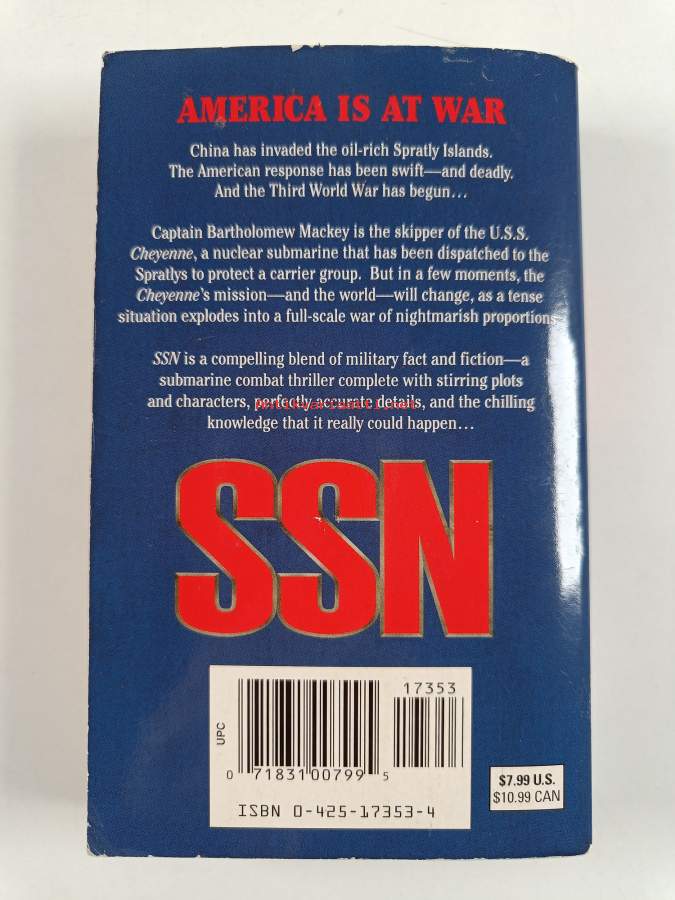 AMERICA IS AT WAR
China has invaded the oil-rich Spratly Islands.
The American response has been swift—and deadly.
And the Third World War has begun...
Captain Bartholomew Mackey is the skipper of the U.S.S.
Cheyenne, a nuclear submarine that has been dispatched to the
Spratlys to protect a carrier group. But in a few moments, the
Cheyenne's mission—and the world—will change, as a tense
situation explodes into a full-scale war of nightmarish proportions
SSN is a compelling blend of military fact and fiction—a
submarine combat thriller complete with stirring plots
and characters, perfectly accurate details, and the chilling
Antikvariaatti.net
knowledge that it really could happen...
SSN
17353
UPC
0 71831 00799 5
ISBN 0-425-17353-4
$7.99 U.S.
$10.99 CAN